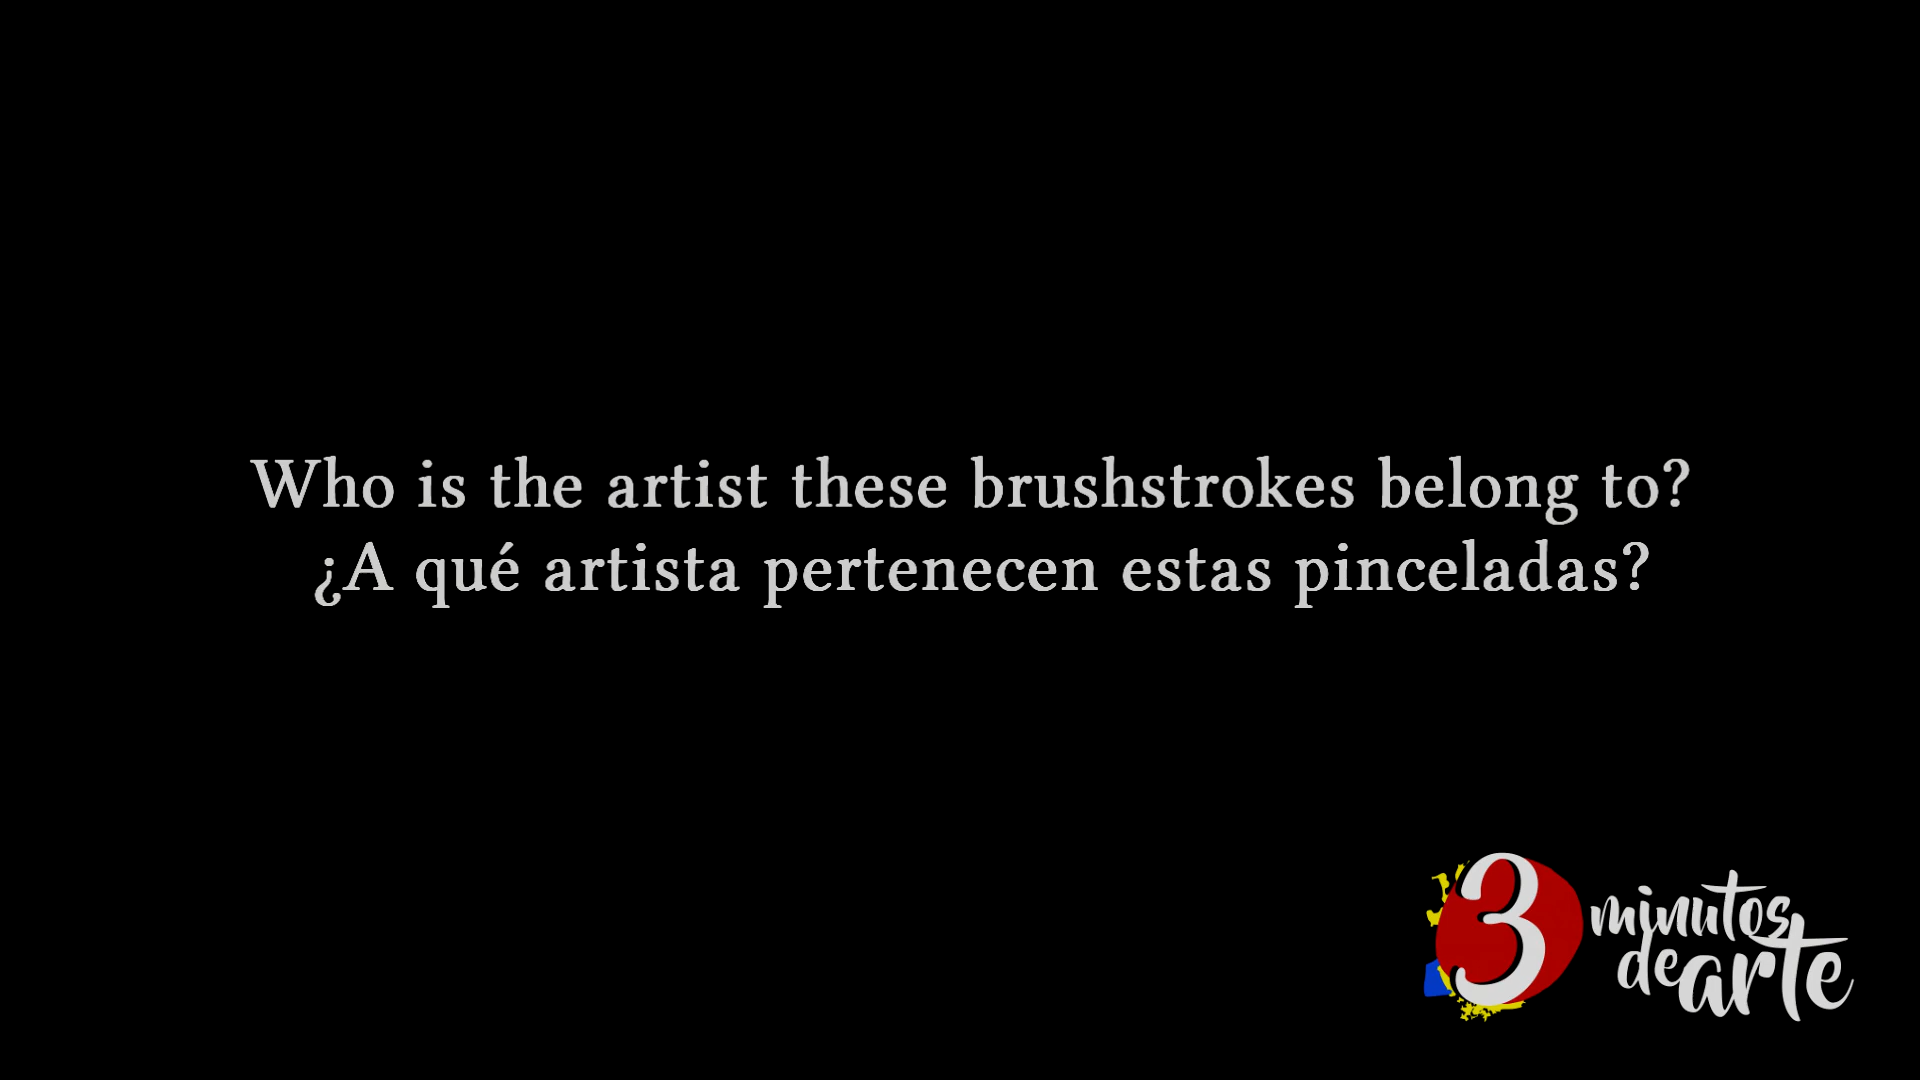 Who is the artist these brushstrokes belong to?
¿A qué artista pertenecen estas pinceladas?
3 minutos
de arte